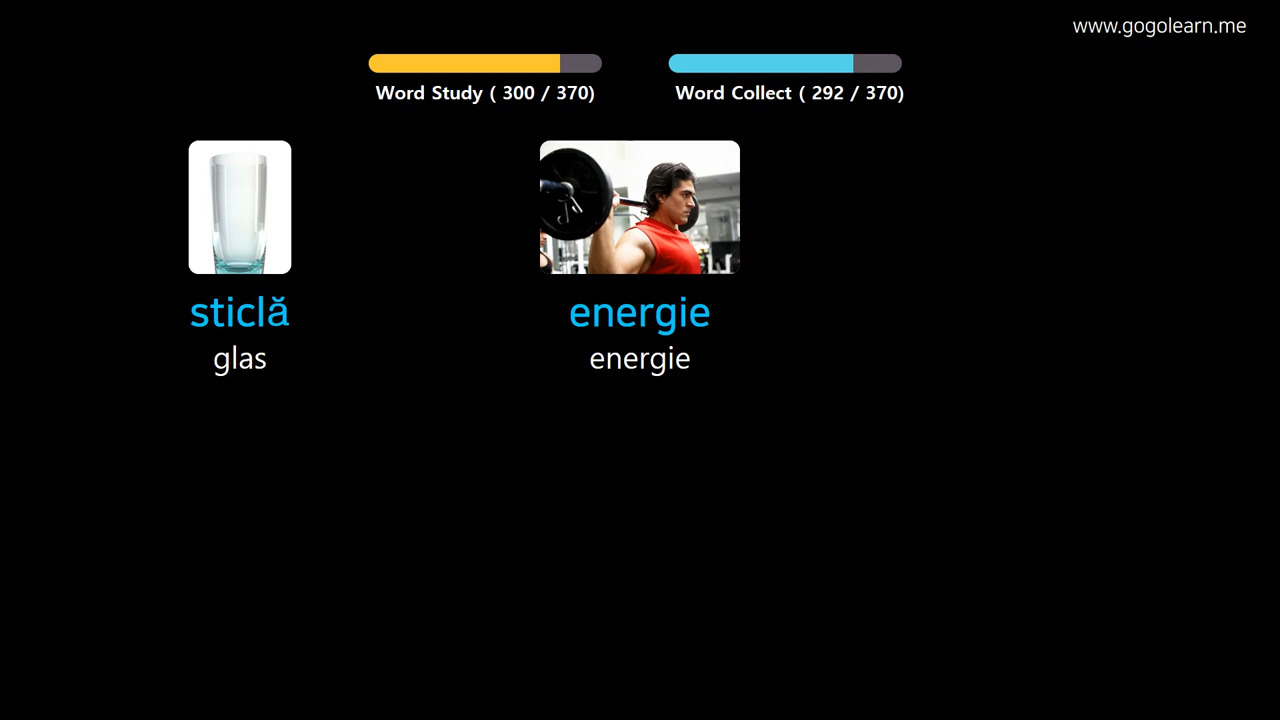 www.gogolearn.me
Word Study ( 300 / 370)
Word Collect ( 292 / 370)
sticlă
glas
energie
energie